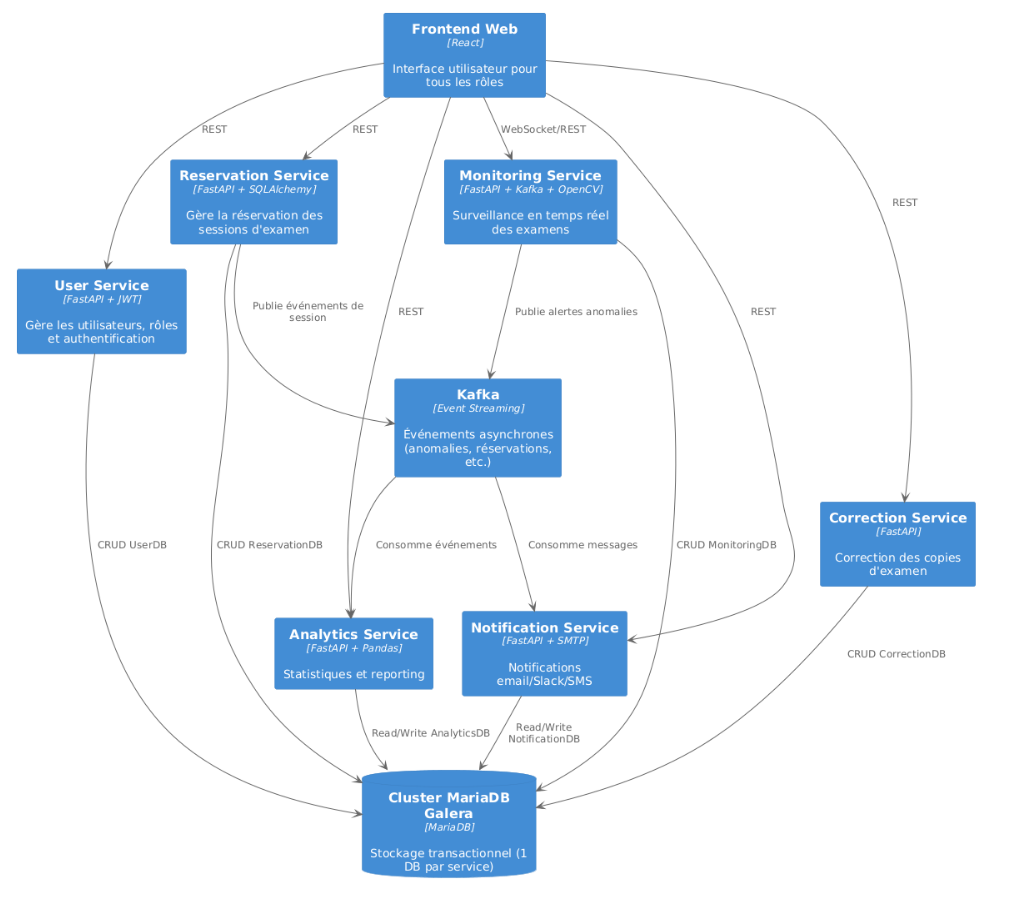 Frontend Web
[React]
Interface utilisateur pour
tous les rôles
REST
REST
WebSocket/REST
Reservation Service
[FastAPI + SQLAlchemy]
Gère la réservation des
sessions d'examen
Monitoring Service
[FastAPI + Kafka + OpenCV]
Surveillance en temps réel
des examens
REST
User Service
[FastAPI + JWT]
Gère les utilisateurs, rôles
et authentification
Publie événements de
session
REST
Publie alertes anomalies
REST
Kafka
[Event Streaming]
Événements asynchrones
(anomalies, réservations,
etc.)
Correction Service
[FastAPI]
Correction des copies
d'examen
CRUD UserDB
CRUD ReservationDB
Consomme événements
Consomme messages
CRUD MonitoringDB
Analytics Service
[FastAPI + Pandas]
Statistiques et reporting
Notification Service
[FastAPI + SMTP]
Notifications
email/Slack/SMS
CRUD CorrectionDB
Read/Write AnalyticsDB
Read/Write
NotificationDB
Cluster MariaDB
Galera
[MariaDB]
Stockage transactionnel (1
DB par service)